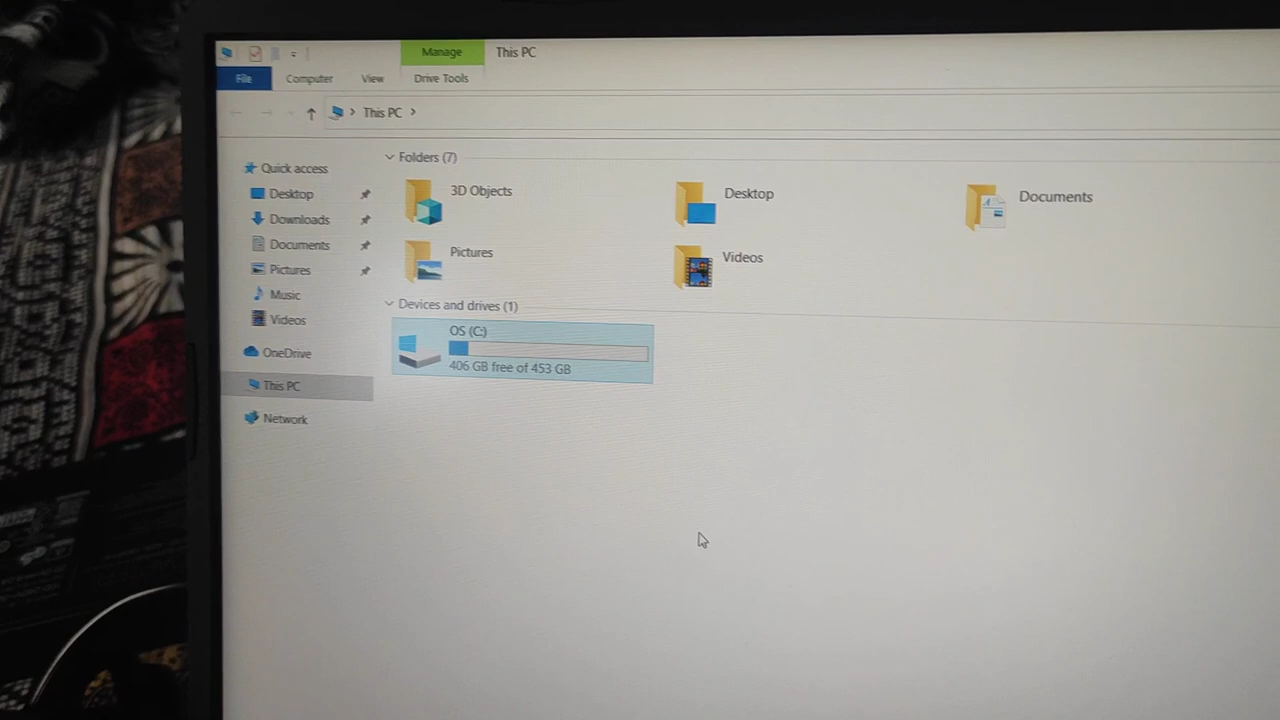 Manage This PC
File Computer View Drive Tools
This PC
Folders (7)
Quick access
3D Objects Desktop Documents
Desktop
Downloads
Documents
Pictures Videos
Pictures
Music
Devices and drives (1)
Videos
OS (C:)
OneDrive
406 GB free of 453 GB
This PC
Network